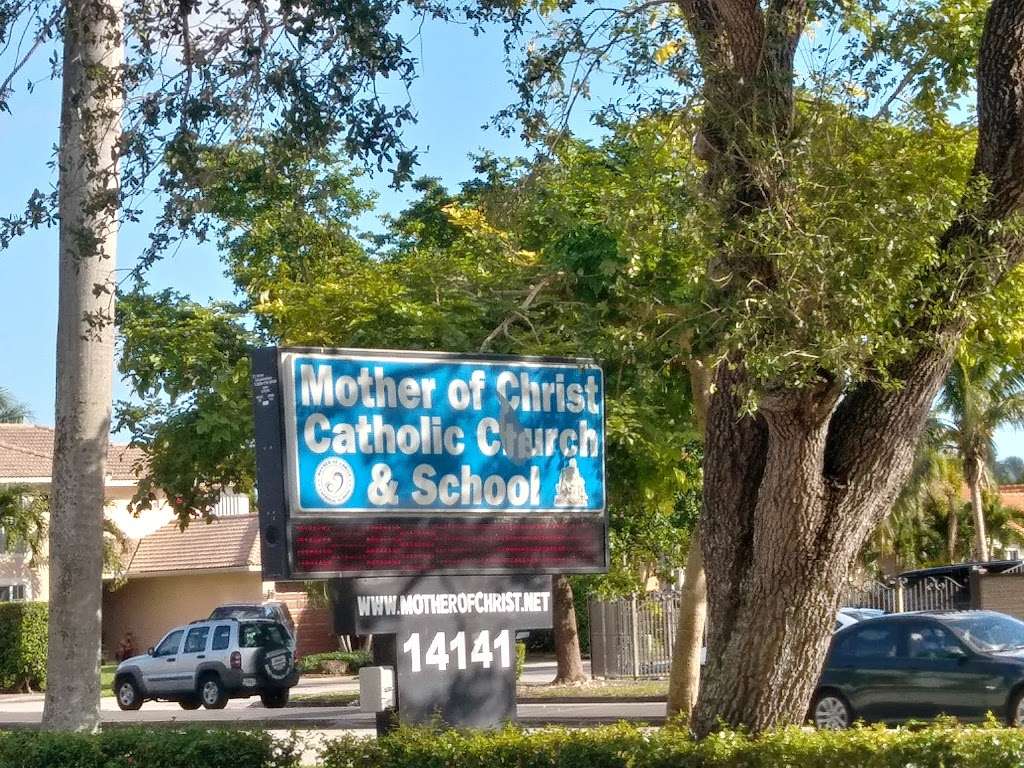 Mother of Christ
Catholic Church
& School
WWW.MOTHEROFCHRIST.NET
14141